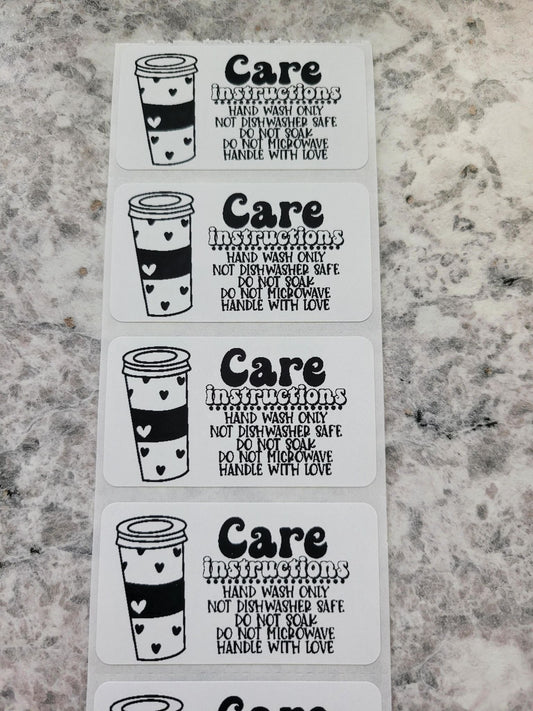 Care
instructions
HAND WASH ONLY
NOT DISHWASHER SAFE
DO NOT SOAK
DO NOT MICROWAVE
HANDLE WITH LOVE
Care
instructions
HAND WASH ONLY
NOT DISHWASHER SAFE
DO NOT SOAK
DO NOT MICROWAVE
HANDLE WITH LOVE
Care
instructions
HAND WASH ONLY
NOT DISHWASHER SAFE
DO NOT SOAK
DO NOT MICROWAVE
HANDLE WITH LOVE
Care
instructions
HAND WASH ONLY
NOT DISHWASHER SAFE
DO NOT SOAK
DO NOT MICROWAVE
HANDLE WITH LOVE
Care